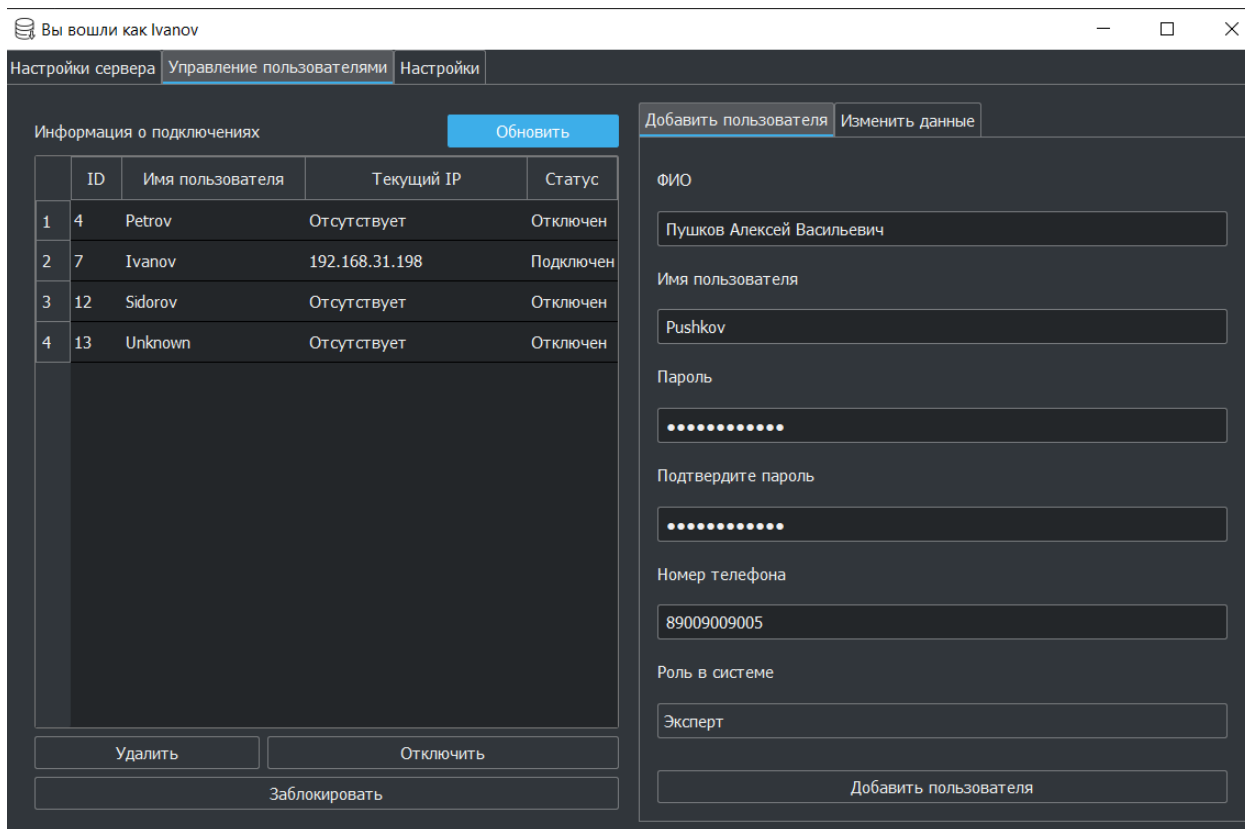 Вы вошли как Ivanov
Настройки сервера Управление пользователями Настройки
Информация о подключениях Обновить
ID Имя пользователя Текущий IP Статус
1 4 Petrov Отсутствует Отключен
2 7 Ivanov 192.168.31.198 Подключен
3 12 Sidorov Отсутствует Отключен
4 13 Unknown Отсутствует Отключен
Удалить Отключить
Заблокировать
Добавить пользователя Изменить данные
ФИО
Пушков Алексей Васильевич
Имя пользователя
Pushkov
Пароль
●●●●●●●●●●●●
Подтвердите пароль
●●●●●●●●●●●●
Номер телефона
89009009005
Роль в системе
Эксперт
Добавить пользователя